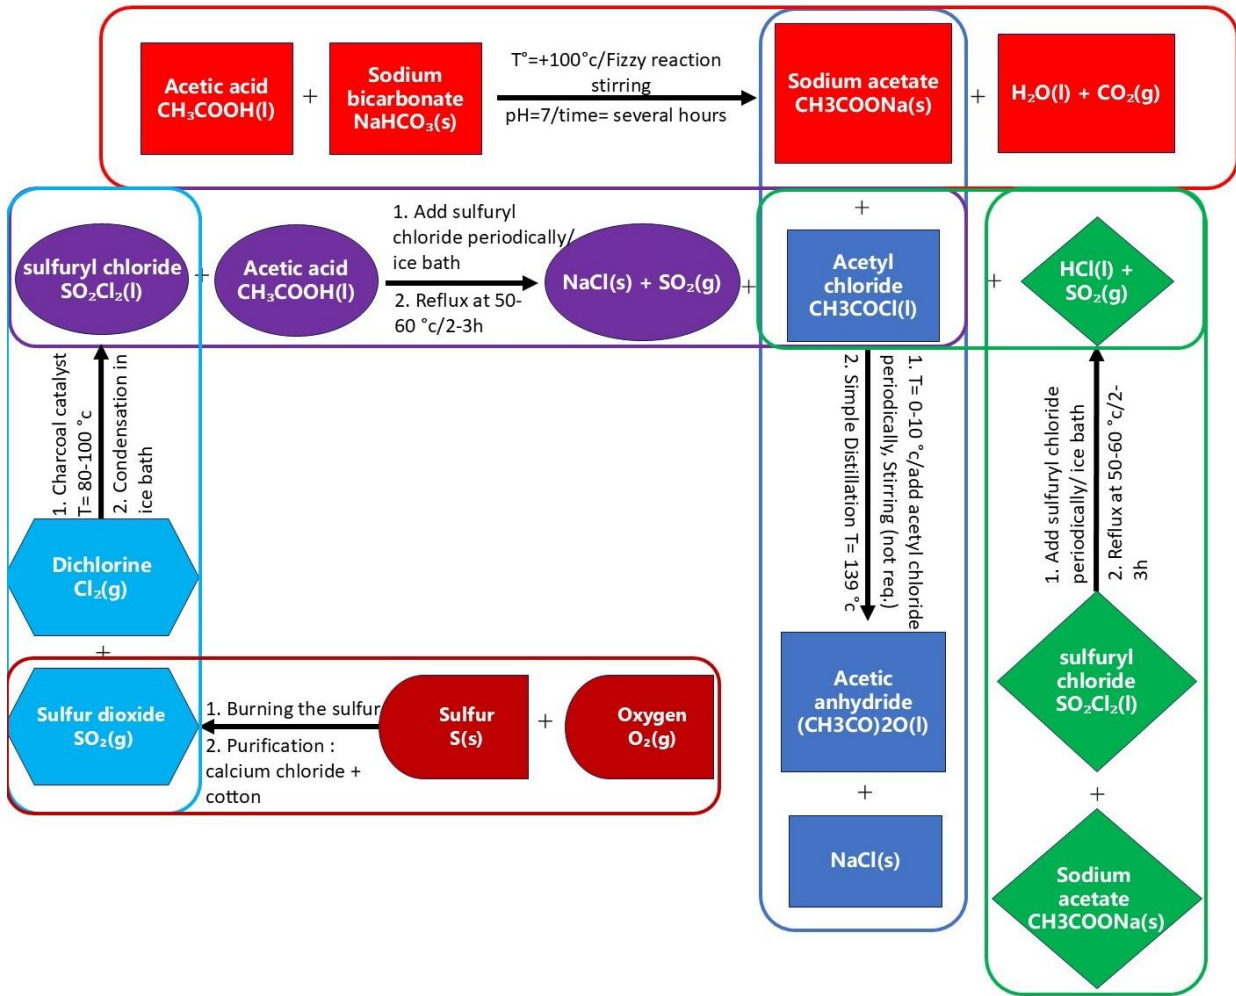 Acetic acid
CH₃COOH(l)
+
Sodium
bicarbonate
NaHCO₃(s)
T°=+100°c/Fizzy reaction
stirring
pH=7/time= several hours
Sodium acetate
CH3COONa(s)
+
H₂O(l) + CO₂(g)
sulfuryl chloride
SO₂Cl₂(l)
+
Acetic acid
CH₃COOH(l)
1. Add sulfuryl
chloride periodically/
ice bath
2. Reflux at 50-
60 °c/2-3h
NaCl(s) + SO₂(g)
+
+
Acetyl
chloride
CH3COCl(l)
+
HCl(l) +
SO₂(g)
1. Charcoal catalyst
T= 80-100 °c
2. Condensation in
ice bath
1. T= 0-10 °c/add acetyl chloride
periodically, Stirring (not req.)
2. Simple Distillation T= 139 °c
1. Add sulfuryl chloride
periodically/ ice bath
2. Reflux at 50-60 °c/2-
3h
Dichlorine
Cl₂(g)
+
Sulfur dioxide
SO₂(g)
1. Burning the sulfur
2. Purification :
calcium chloride +
cotton
Sulfur
S(s)
+
Oxygen
O₂(g)
Acetic
anhydride
(CH3CO)2O(l)
+
NaCl(s)
sulfuryl
chloride
SO₂Cl₂(l)
+
Sodium
acetate
CH3COONa(s)